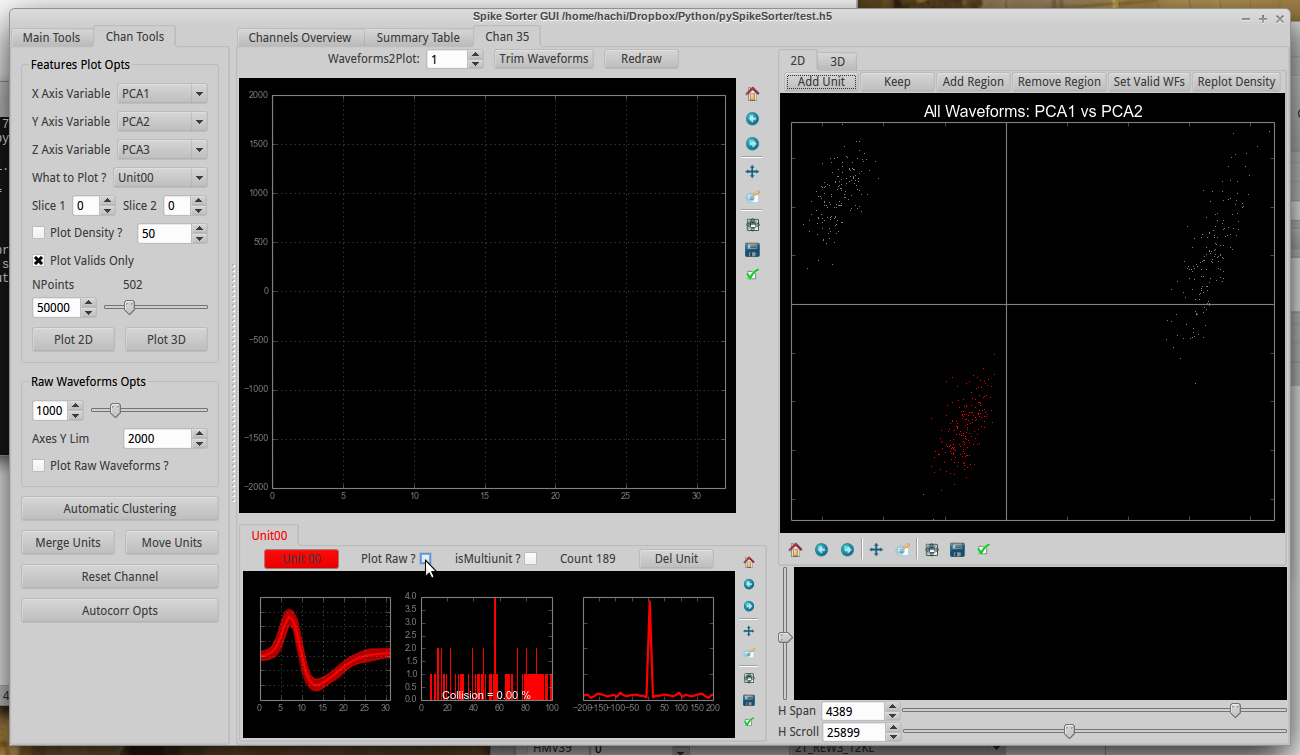 Spike Sorter GUI /home/hachi/Dropbox/Python/pySpikeSorter/test.h5
Main Tools
Chan Tools
Channels Overview
Summary Table
Chan 35
Features Plot Opts
X Axis Variable
PCA1
Y Axis Variable
PCA2
Z Axis Variable
PCA3
What to Plot ?
Unit00
Slice 1
0
Slice 2
0
Plot Density ?
50
Plot Valids Only
NPoints
502
50000
Plot 2D
Plot 3D
Raw Waveforms Opts
1000
Axes Y Lim
2000
Plot Raw Waveforms ?
Automatic Clustering
Merge Units
Move Units
Reset Channel
Autocorr Opts
Waveforms2Plot:
1
Trim Waveforms
Redraw
2000
1500
1000
500
0
−500
−1000
−1500
−2000
0 5 10 15 20 25 30
Unit00
Unit 00
Plot Raw ?
isMultiunit ?
Count 189
Del Unit
0 5 10 15 20 25 30
4.0
3.5
3.0
2.5
2.0
1.5
1.0
0.5
0.0
Collision = 0.00 %
0 20 40 60 80 100
−200−150−100−50 0 50 100 150 200
2D
3D
Add Unit
Keep
Add Region
Remove Region
Set Valid WFs
Replot Density
All Waveforms: PCA1 vs PCA2
H Span
4389
H Scroll
25899
HMV39
0
2T_REW3_12KL